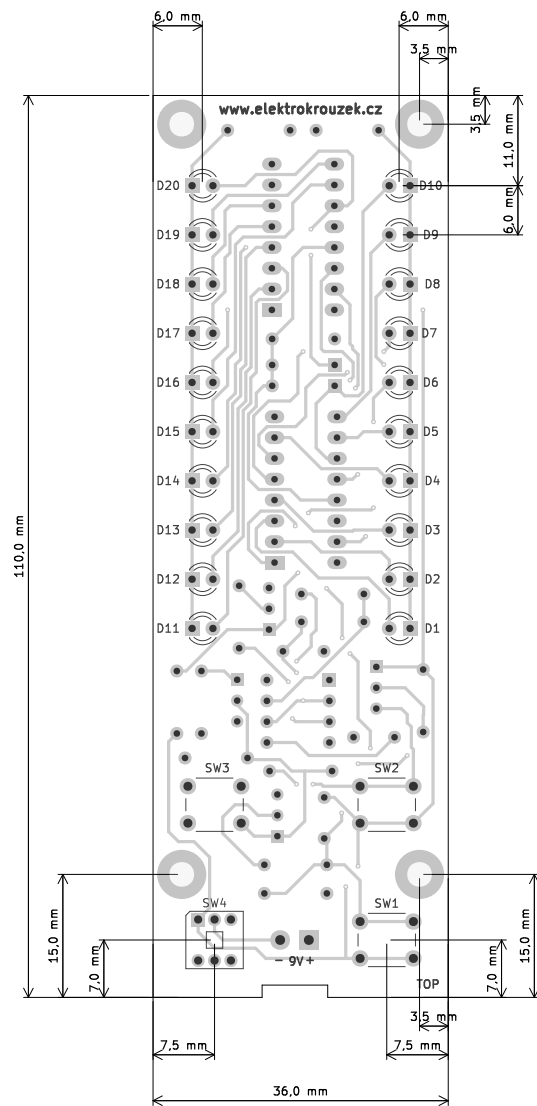 6,0 mm 6,0 mm
3,5 mm
www.elektrokrouzek.cz
3,5 mm
11,0 mm
D20 D10
6,0 mm
D19 D9
D18 D8
D17 D7
D16 D6
D15 D5
D14 D4
110,0 mm
D13 D3
D12 D2
D11 D1
SW3 SW2
SW4 SW1
15,0 mm 15,0 mm
7,0 mm 7,0 mm
- 9V +
TOP
3,5 mm
7,5 mm 7,5 mm
36,0 mm